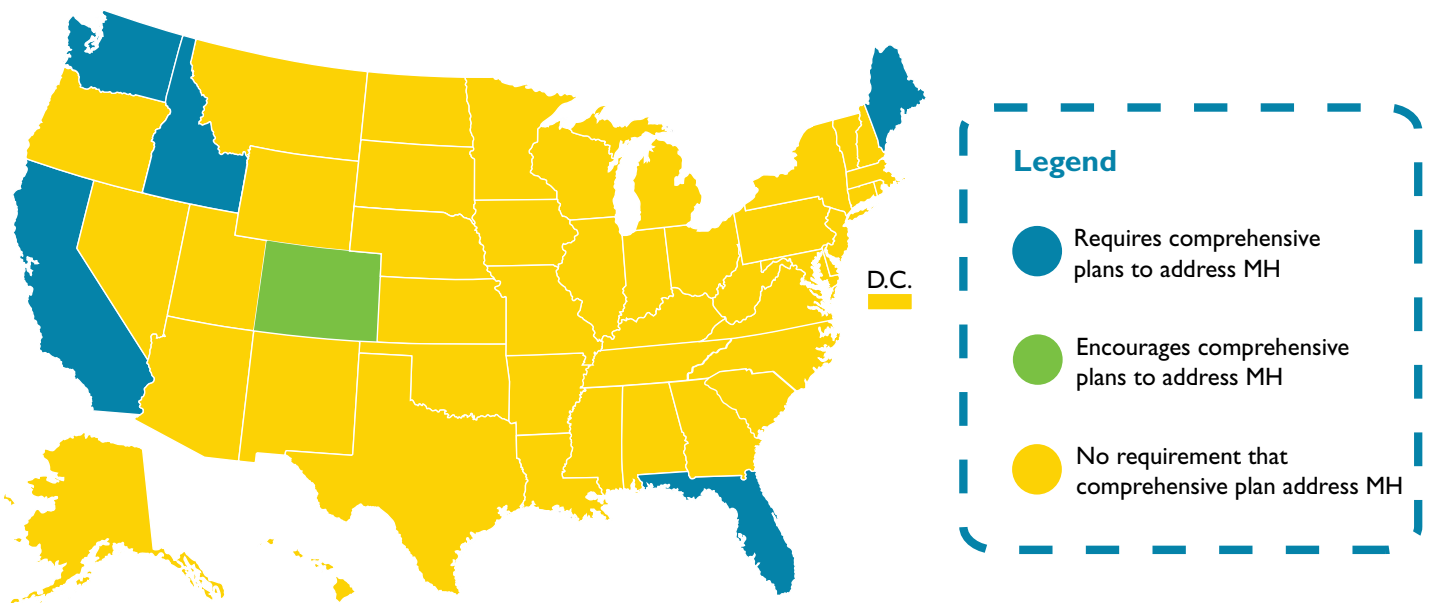 D.C.
Legend
Requires comprehensive
plans to address MH
Encourages comprehensive
plans to address MH
No requirement that
comprehensive plan address MH